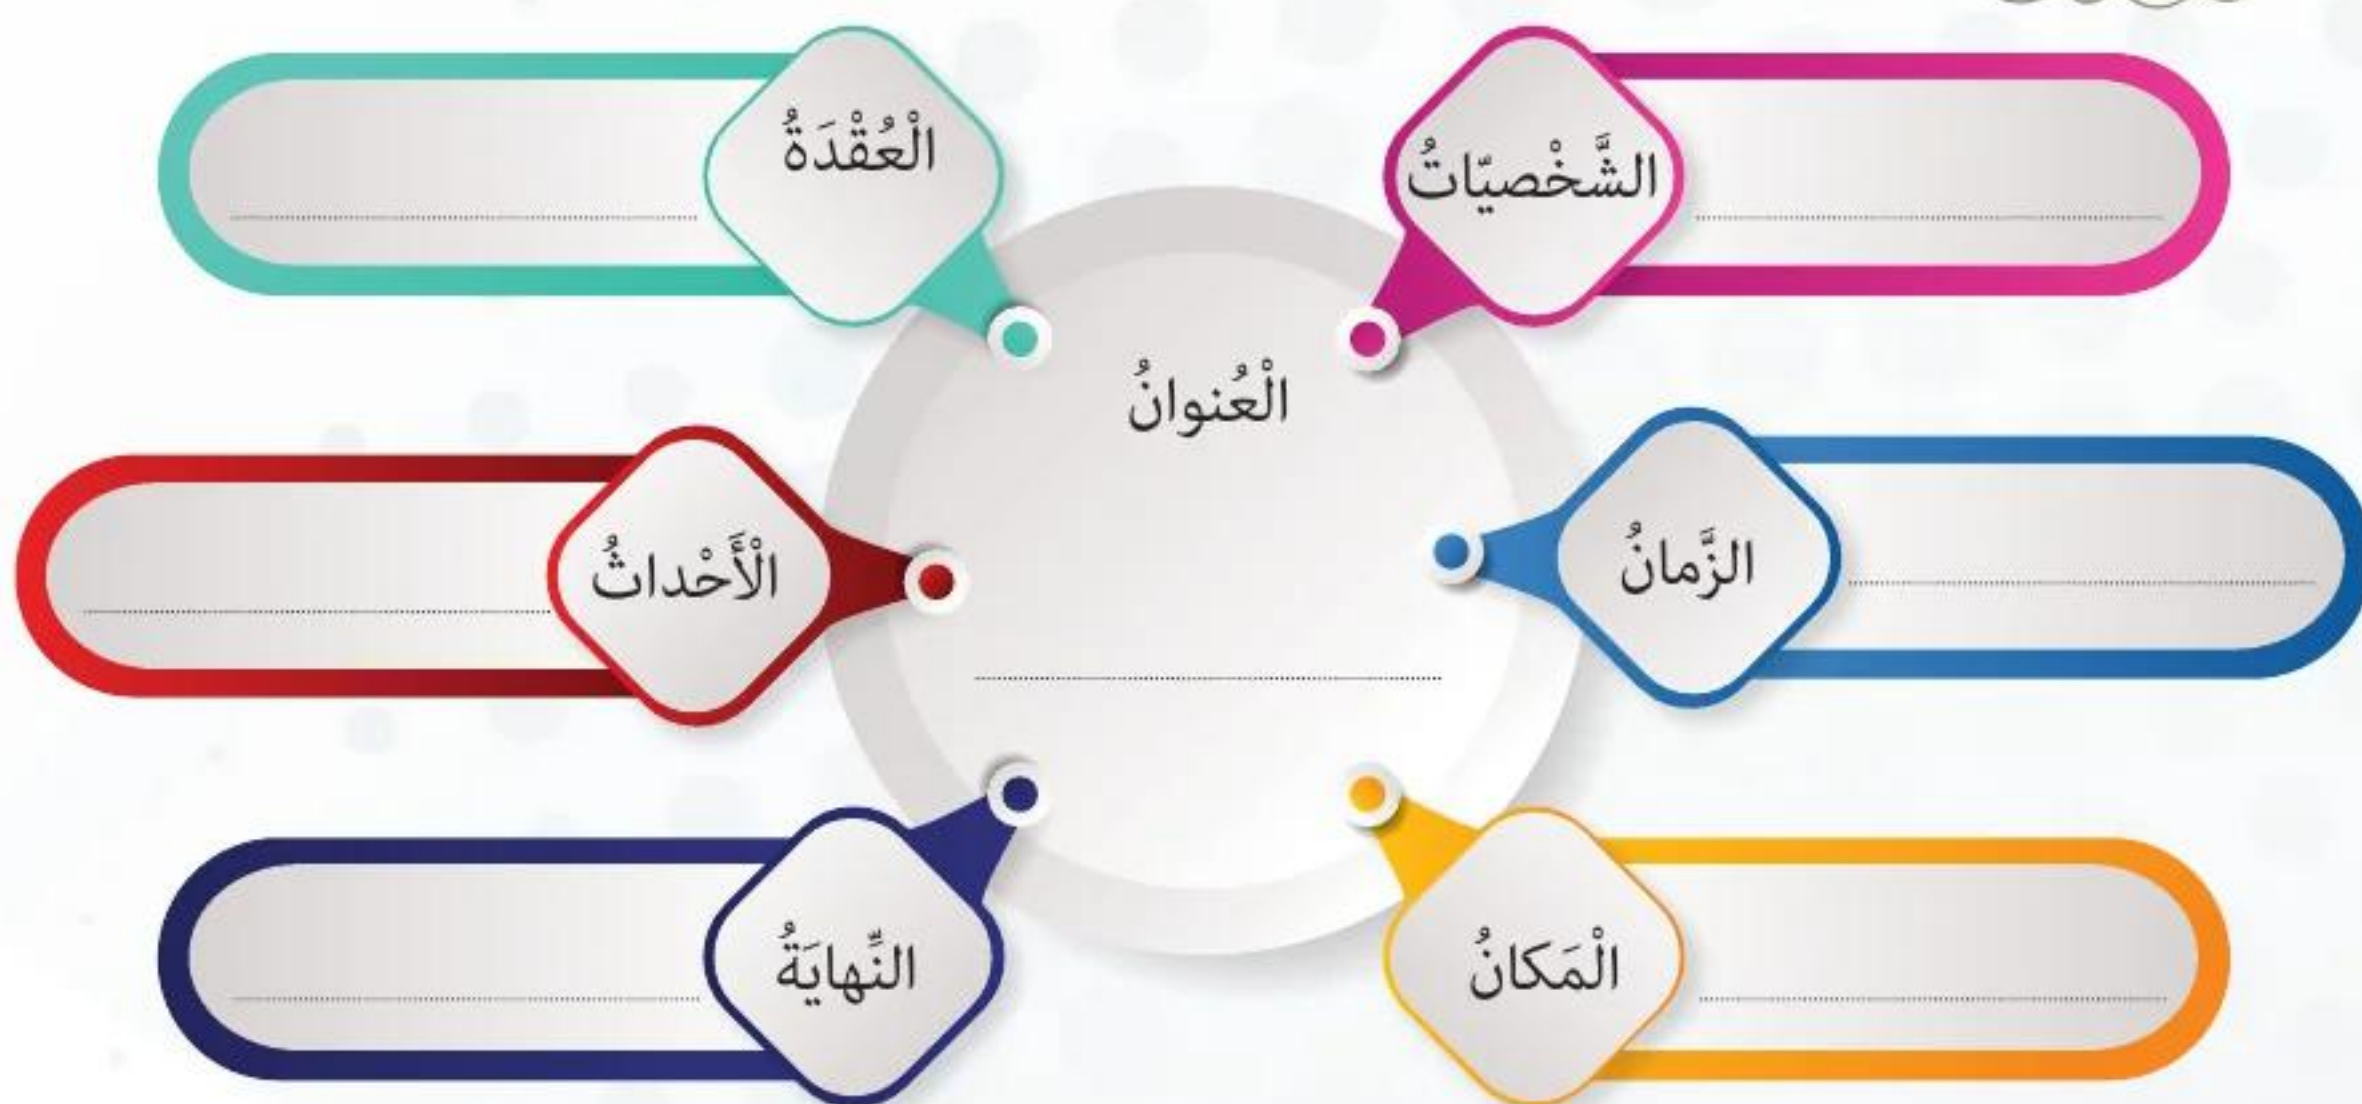 الشَّخْصيّاتُ
الْعُقْدَةُ
الْعُنوانُ
الزَّمانُ
الْأَحْداثُ
الْمَكانُ
النِّهايَةُ